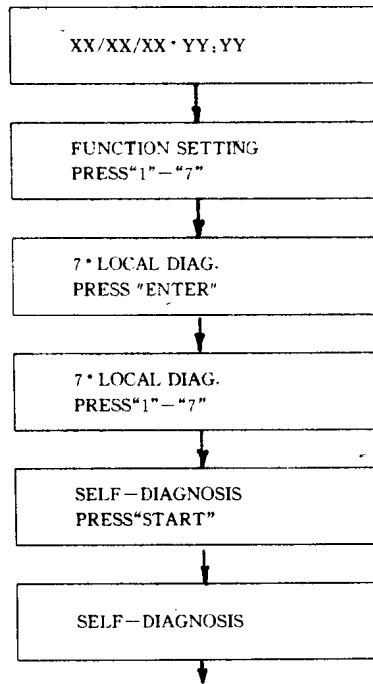 XX/XX/XX * YY:YY
FUNCTION SETTING
PRESS“1”—“7”
7 * LOCAL DIAG.
PRESS "ENTER"
7 * LOCAL DIAG.
PRESS“1”—“7”
SELF—DIAGNOSIS
PRESS“START”
SELF—DIAGNOSIS